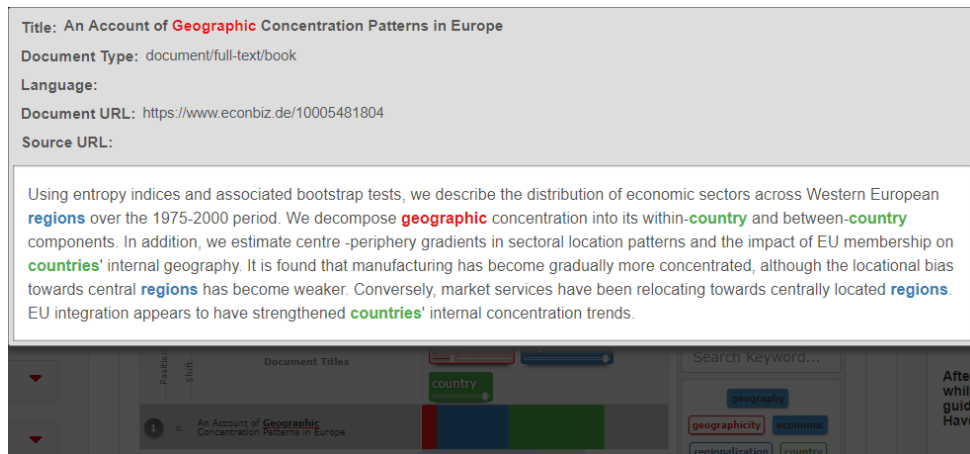 Title: An Account of Geographic Concentration Patterns in Europe
Document Type: document/full-text/book
Language:
Document URL: https://www.econbiz.de/10005481804
Source URL:
Using entropy indices and associated bootstrap tests, we describe the distribution of economic sectors across Western European
regions over the 1975-2000 period. We decompose geographic concentration into its within-country and between-country
components. In addition, we estimate centre -periphery gradients in sectoral location patterns and the impact of EU membership on
countries' internal geography. It is found that manufacturing has become gradually more concentrated, although the locational bias
towards central regions has become weaker. Conversely, market services have been relocating towards centrally located regions.
EU integration appears to have strengthened countries' internal concentration trends.
Position
Shift
Document Titles
country
Search Keyword...
geography
geographicity
economic
regionalization
country
1
An Account of Geographic
Concentration Patterns in Europe
Afte
whil
guid
Hav